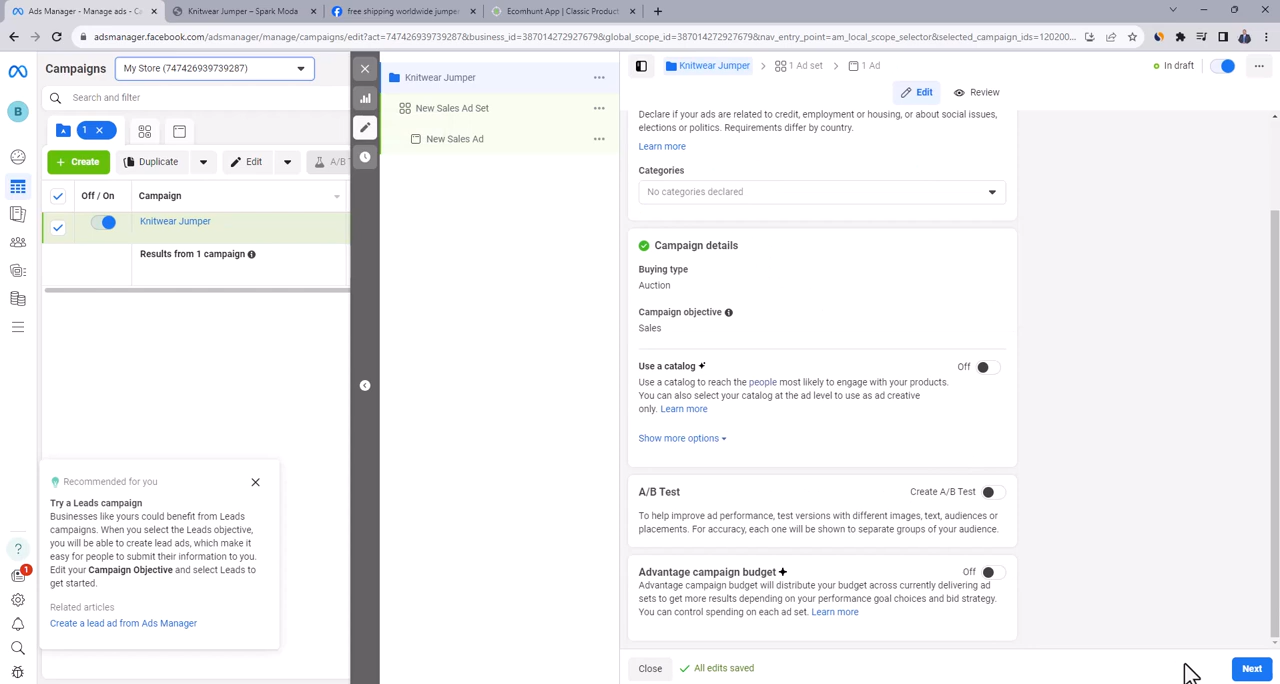 Ads Manager - Manage ads - C
Knitwear Jumper – Spark Moda
free shipping worldwide jumper
Ecomhunt App | Classic Product
adsmanager.facebook.com/adsmanager/manage/campaigns/edit?act=747426939739287&business_id=387014272927679&global_scope_id=387014272927679&nav_entry_point=am_local_scope_selector&selected_campaign_ids=120200...
Campaigns
My Store (747426939739287)
Search and filter
1
Create
Duplicate
Edit
A/B T
Off / On
Campaign
Knitwear Jumper
Results from 1 campaign
Recommended for you
Try a Leads campaign
Businesses like yours could benefit from Leads
campaigns. When you select the Leads objective,
you will be able to create lead ads, which make it
easy for people to submit their information to you.
Edit your Campaign Objective and select Leads to
get started.
Related articles
Create a lead ad from Ads Manager
B
?
1
Knitwear Jumper
New Sales Ad Set
New Sales Ad
Knitwear Jumper
1 Ad set
1 Ad
In draft
Edit
Review
Declare if your ads are related to credit, employment or housing, or about social issues,
elections or politics. Requirements differ by country.
Learn more
Categories
No categories declared
Campaign details
Buying type
Auction
Campaign objective
Sales
Use a catalog
Off
Use a catalog to reach the people most likely to engage with your products.
You can also select your catalog at the ad level to use as ad creative
only. Learn more
Show more options
A/B Test
Create A/B Test
To help improve ad performance, test versions with different images, text, audiences or
placements. For accuracy, each one will be shown to separate groups of your audience.
Advantage campaign budget
Off
Advantage campaign budget will distribute your budget across currently delivering ad
sets to get more results depending on your performance goal choices and bid strategy.
You can control spending on each ad set. Learn more
Close
All edits saved
Next